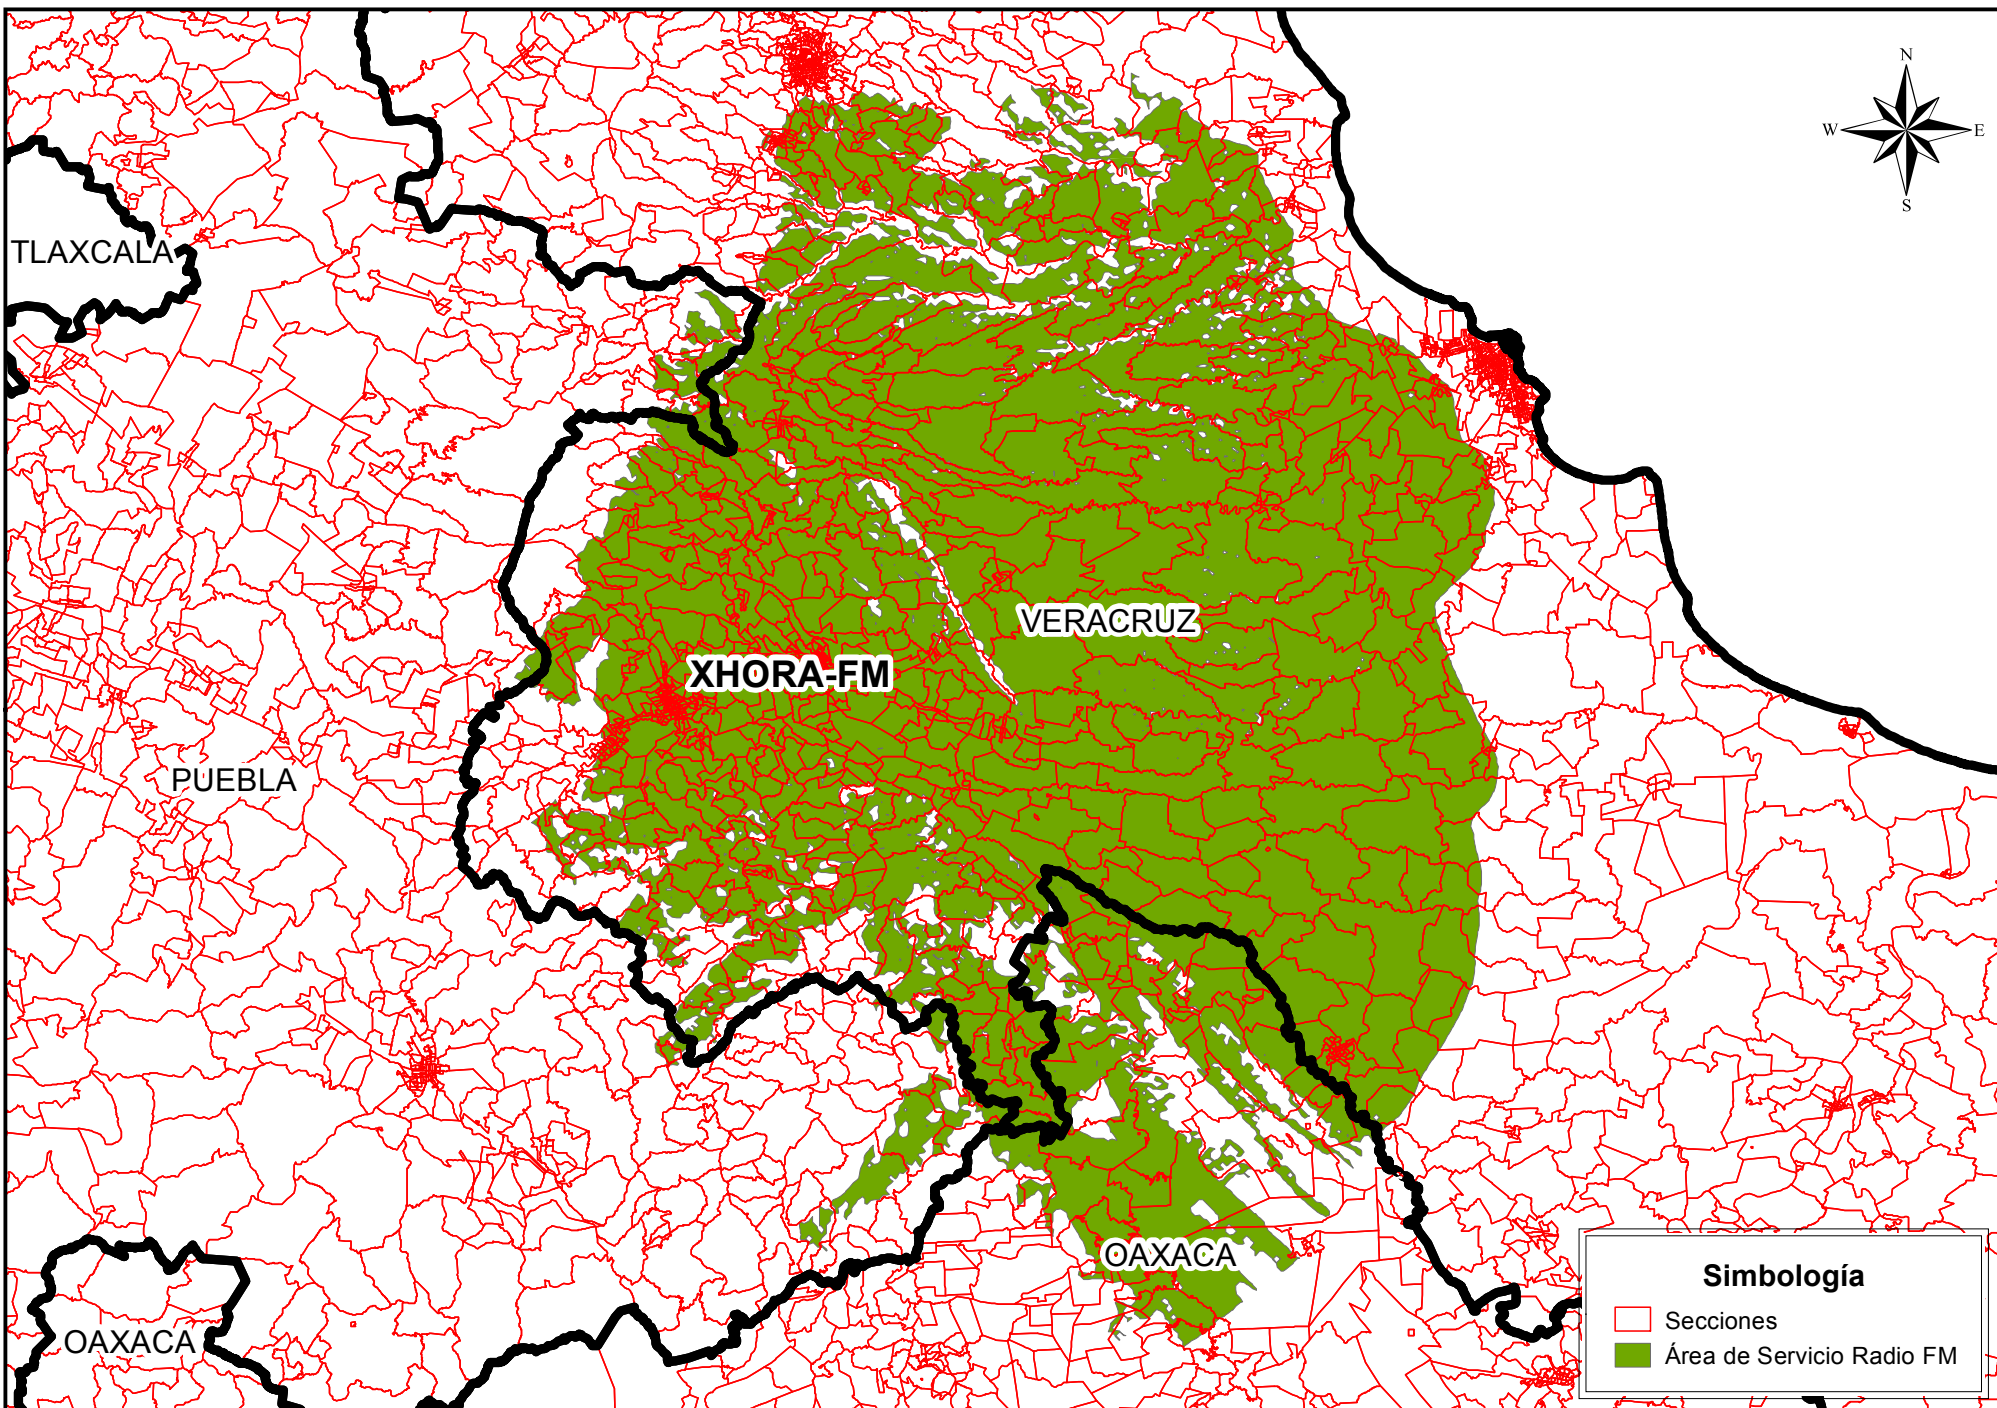 N
W
E
S
TLAXCALA
VERACRUZ
XHORA-FM
PUEBLA
OAXACA
OAXACA
Simbología
Secciones
Área de Servicio Radio FM